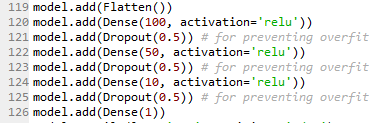 119 model.add(Flatten())
120 model.add(Dense(100, activation='relu'))
121 model.add(Dropout(0.5)) # for preventing overfit
122 model.add(Dense(50, activation='relu'))
123 model.add(Dropout(0.5)) # for preventing overfit
124 model.add(Dense(10, activation='relu'))
125 model.add(Dropout(0.5)) # for preventing overfit
126 model.add(Dense(1))